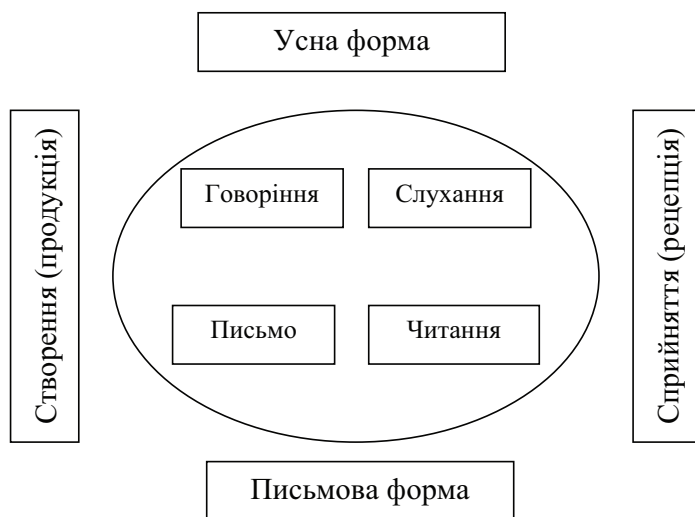 Усна форма
Створення (продукція)
Говоріння
Слухання
Сприйняття (рецепція)
Письмо
Читання
Письмова форма